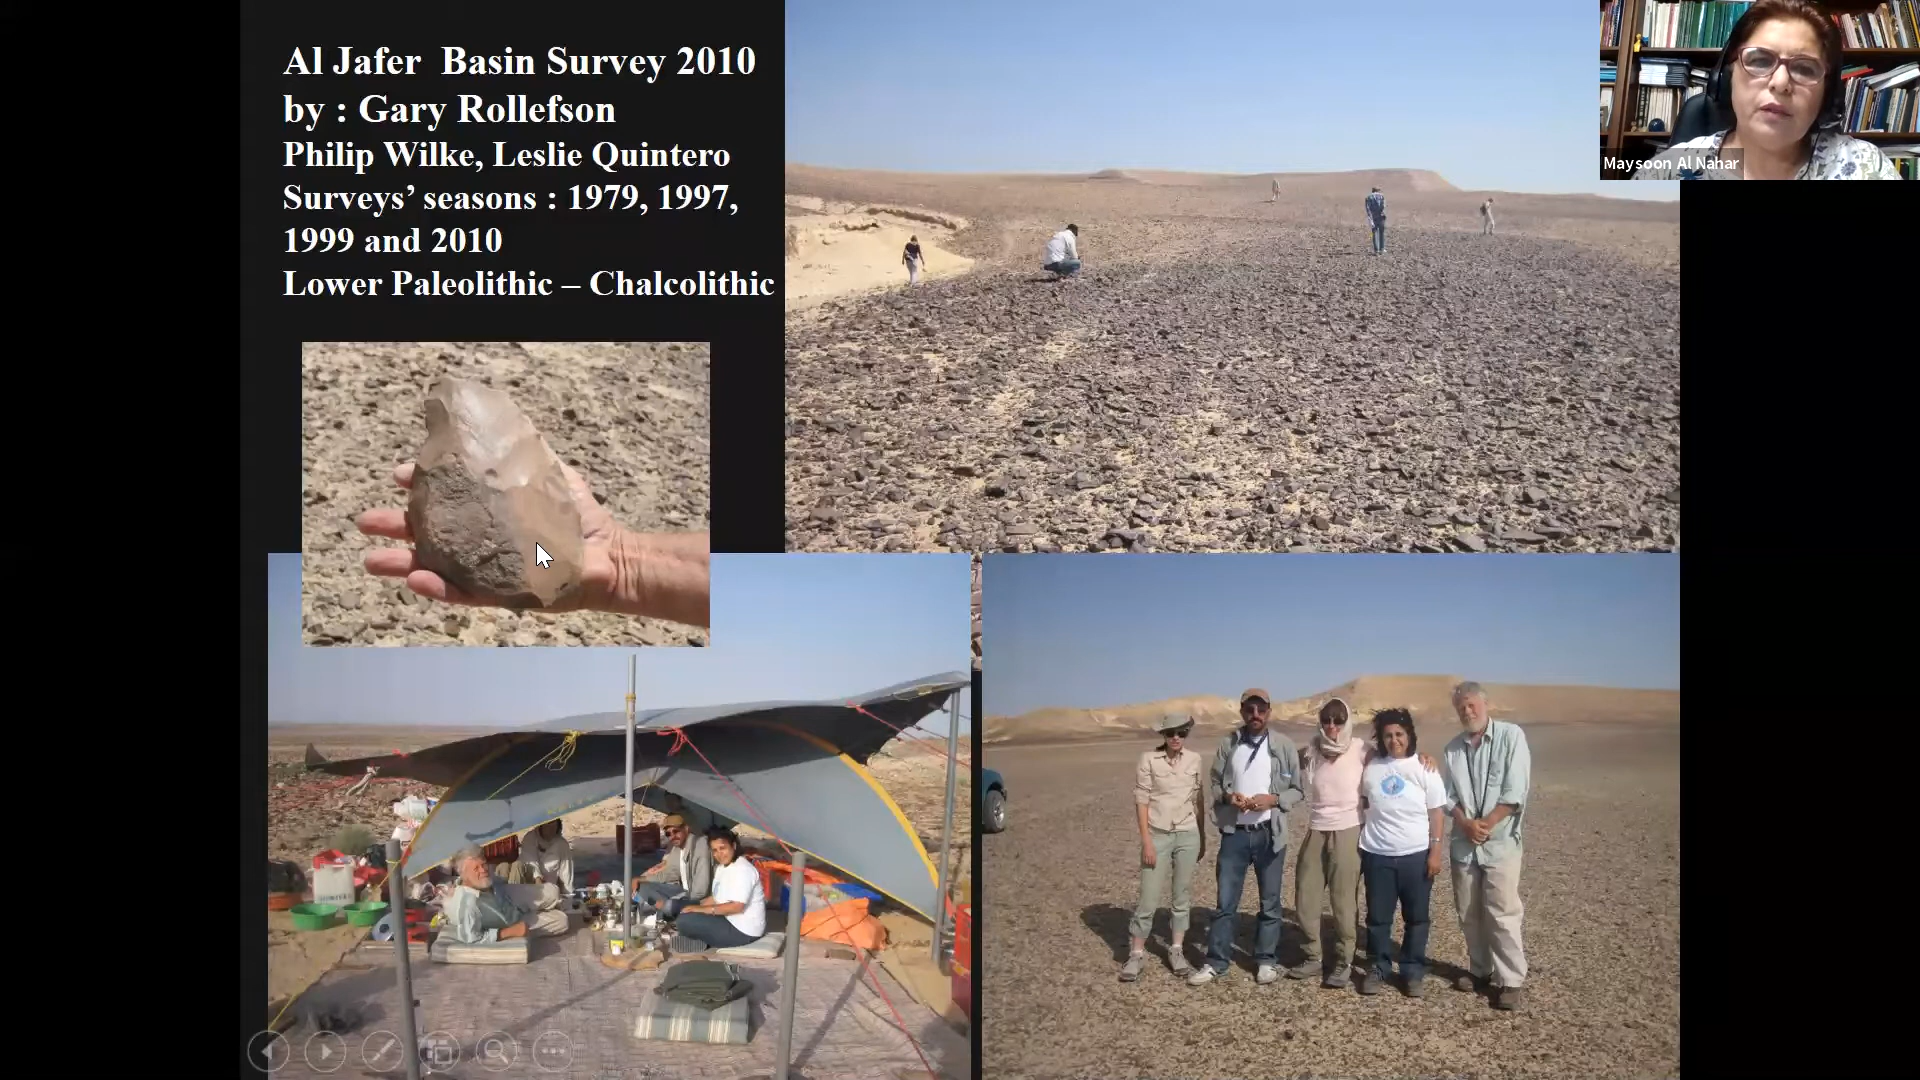 Al Jafer Basin Survey 2010
by : Gary Rollefson
Philip Wilke, Leslie Quintero
Surveys’ seasons : 1979, 1997,
1999 and 2010
Lower Paleolithic – Chalcolithic
Maysoon Al Nahar